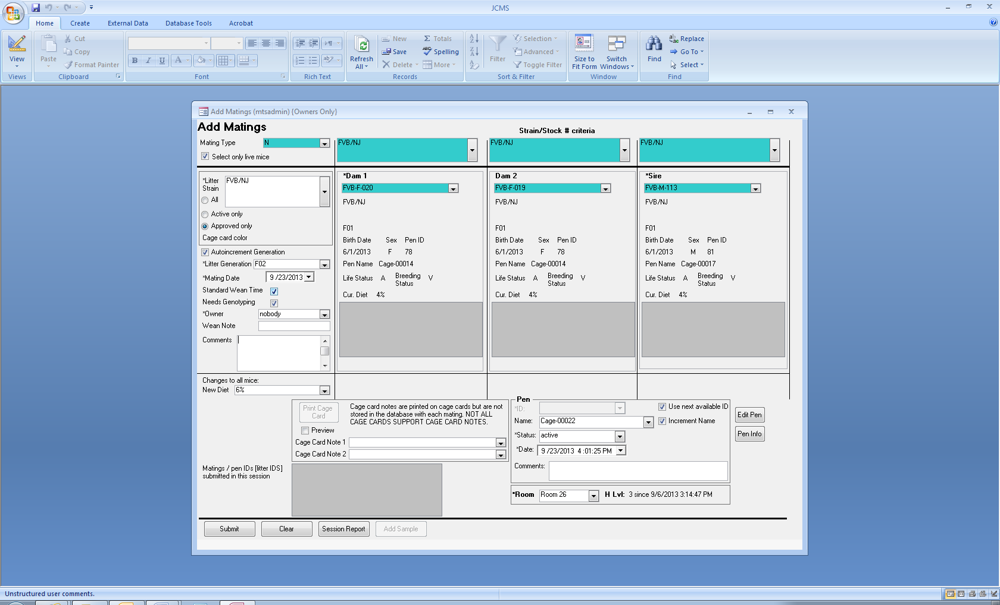 JCMS
Home Create External Data Database Tools Acrobat
View
Views
Paste
Cut
Copy
Format Painter
Clipboard
B I U A
Font
Rich Text
Refresh
All
New
Save
Delete
Totals
Spelling
More
Records
Filter
Selection
Advanced
Toggle Filter
Sort & Filter
Size to
Fit Form
Switch
Windows
Window
Find
Replace
Go To
Select
Find
Add Matings (mtsadmin) {Owners Only}
Add Matings
Strain/Stock # criteria
Mating Type N
Select only live mice
FVB/NJ FVB/NJ FVB/NJ
*Litter
Strain
FVB/NJ
All
Active only
Approved only
Cage card color
Autoincrement Generation
*Litter Generation F02
*Mating Date 9 /23/2013
Standard Wean Time
Needs Genotyping
*Owner nobody
Wean Note
Comments
*Dam 1
FVB-F-020
FVB/NJ
F01
Birth Date Sex Pen ID
6/1/2013 F 78
Pen Name Cage-00014
Life Status A Breeding
Status V
Cur. Diet 4%
Dam 2
FVB-F-019
FVB/NJ
F01
Birth Date Sex Pen ID
6/1/2013 F 78
Pen Name Cage-00014
Life Status A Breeding
Status V
Cur. Diet 4%
*Sire
FVB-M-113
FVB/NJ
F01
Birth Date Sex Pen ID
6/1/2013 M 81
Pen Name Cage-00017
Life Status A Breeding
Status V
Cur. Diet 4%
Changes to all mice:
New Diet 6%
Print Cage
Card
Cage card notes are printed on cage cards but are not
stored in the database with each mating. NOT ALL
CAGE CARDS SUPPORT CAGE CARD NOTES.
Preview
Cage Card Note 1
Cage Card Note 2
Pen
*ID:
Use next available ID
Name: Cage-00022
Increment Name
*Status: active
*Date: 9 /23/2013 4 :01:25 PM
Comments:
Edit Pen
Pen Info
*Room Room 26 H Lvl: 3 since 9/6/2013 3:14:47 PM
Matings / pen IDs [litter IDS]
submitted in this session
Submit Clear Session Report Add Sample
Unstructured user comments.